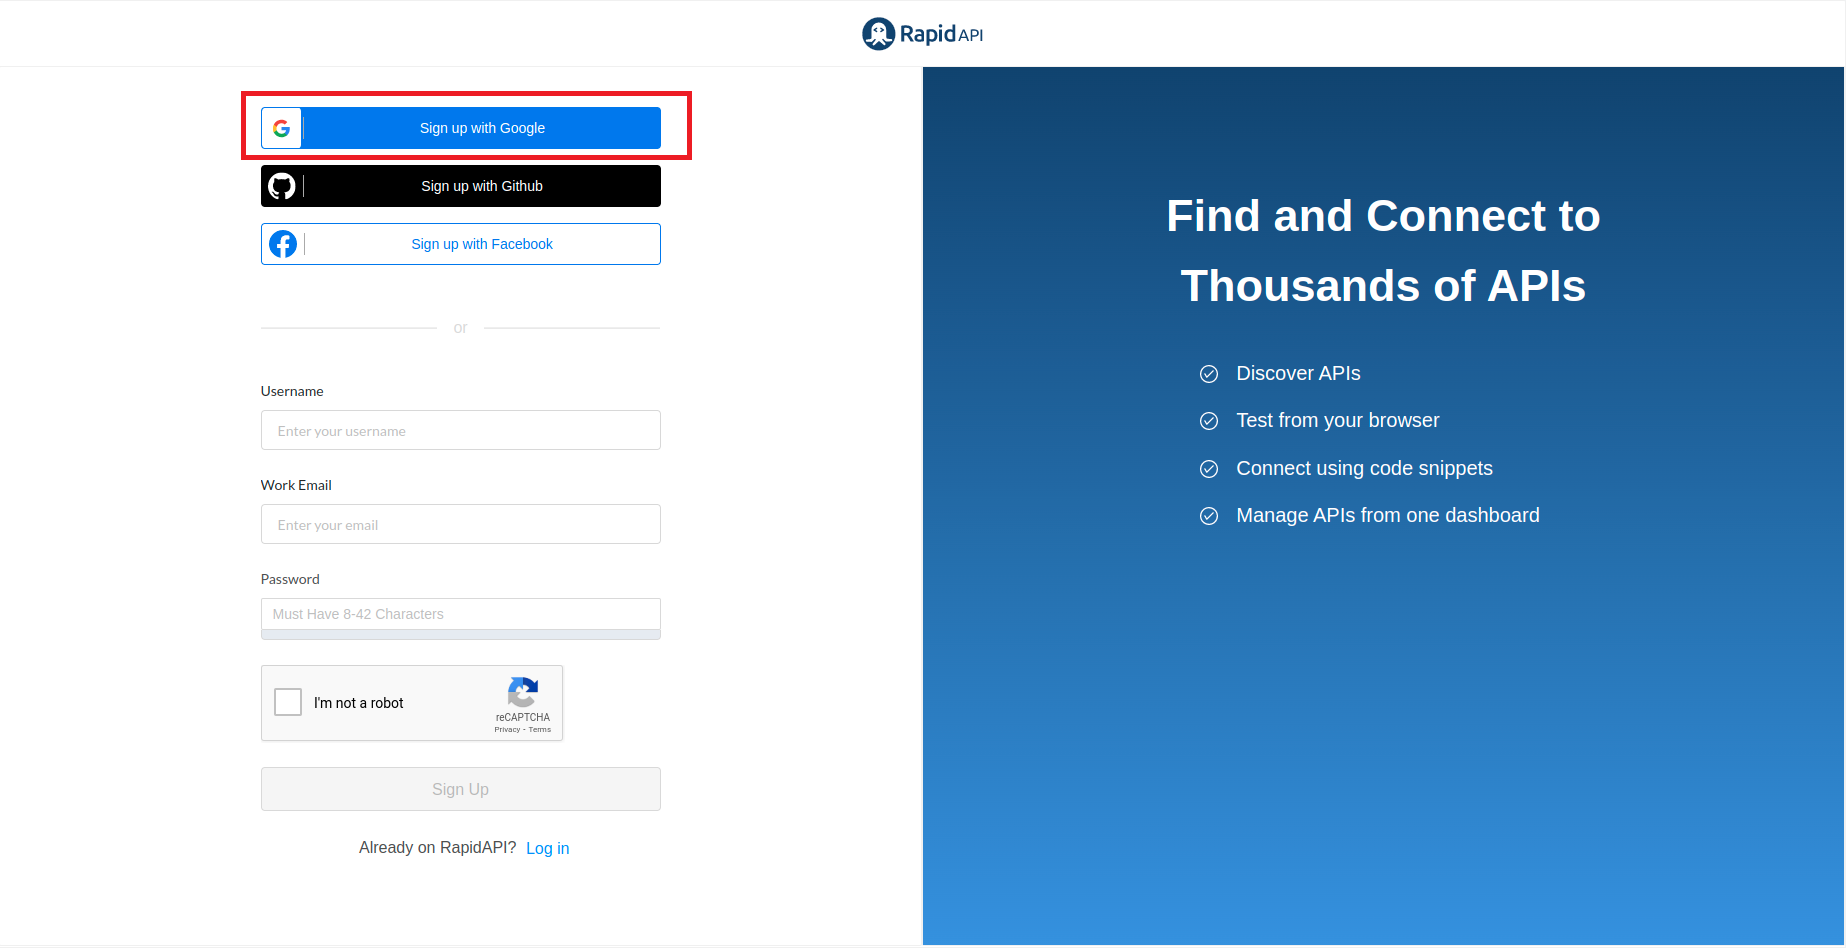 RapidAPI
Sign up with Google
Sign up with Github
Sign up with Facebook
or
Username
Enter your username
Work Email
Enter your email
Password
Must Have 8-42 Characters
I'm not a robot
reCAPTCHA
Privacy - Terms
Sign Up
Already on RapidAPI? Log in
Find and Connect to
Thousands of APIs
Discover APIs
Test from your browser
Connect using code snippets
Manage APIs from one dashboard